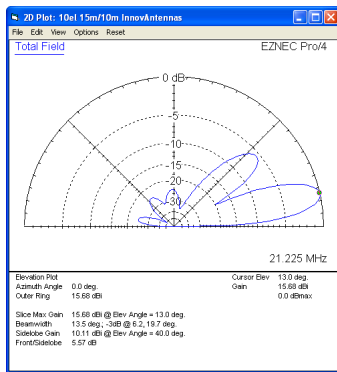 2D Plot: 10el 15m/10m InnovAntennas
File Edit View Options Reset
Total Field
EZNEC Pro/4
0 dB
-5
-10
-15
-20
-30
21.225 MHz
Elevation Plot
Azimuth Angle 0.0 deg.
Outer Ring 15.68 dBi
Cursor Elev 13.0 deg.
Gain 15.68 dBi
0.0 dBmax
Slice Max Gain 15.68 dBi @ Elev Angle = 13.0 deg.
Beamwidth 13.5 deg.; -3dB @ 6.2, 19.7 deg.
Sidelobe Gain 10.11 dBi @ Elev Angle = 40.0 deg.
Front/Sidelobe 5.57 dB